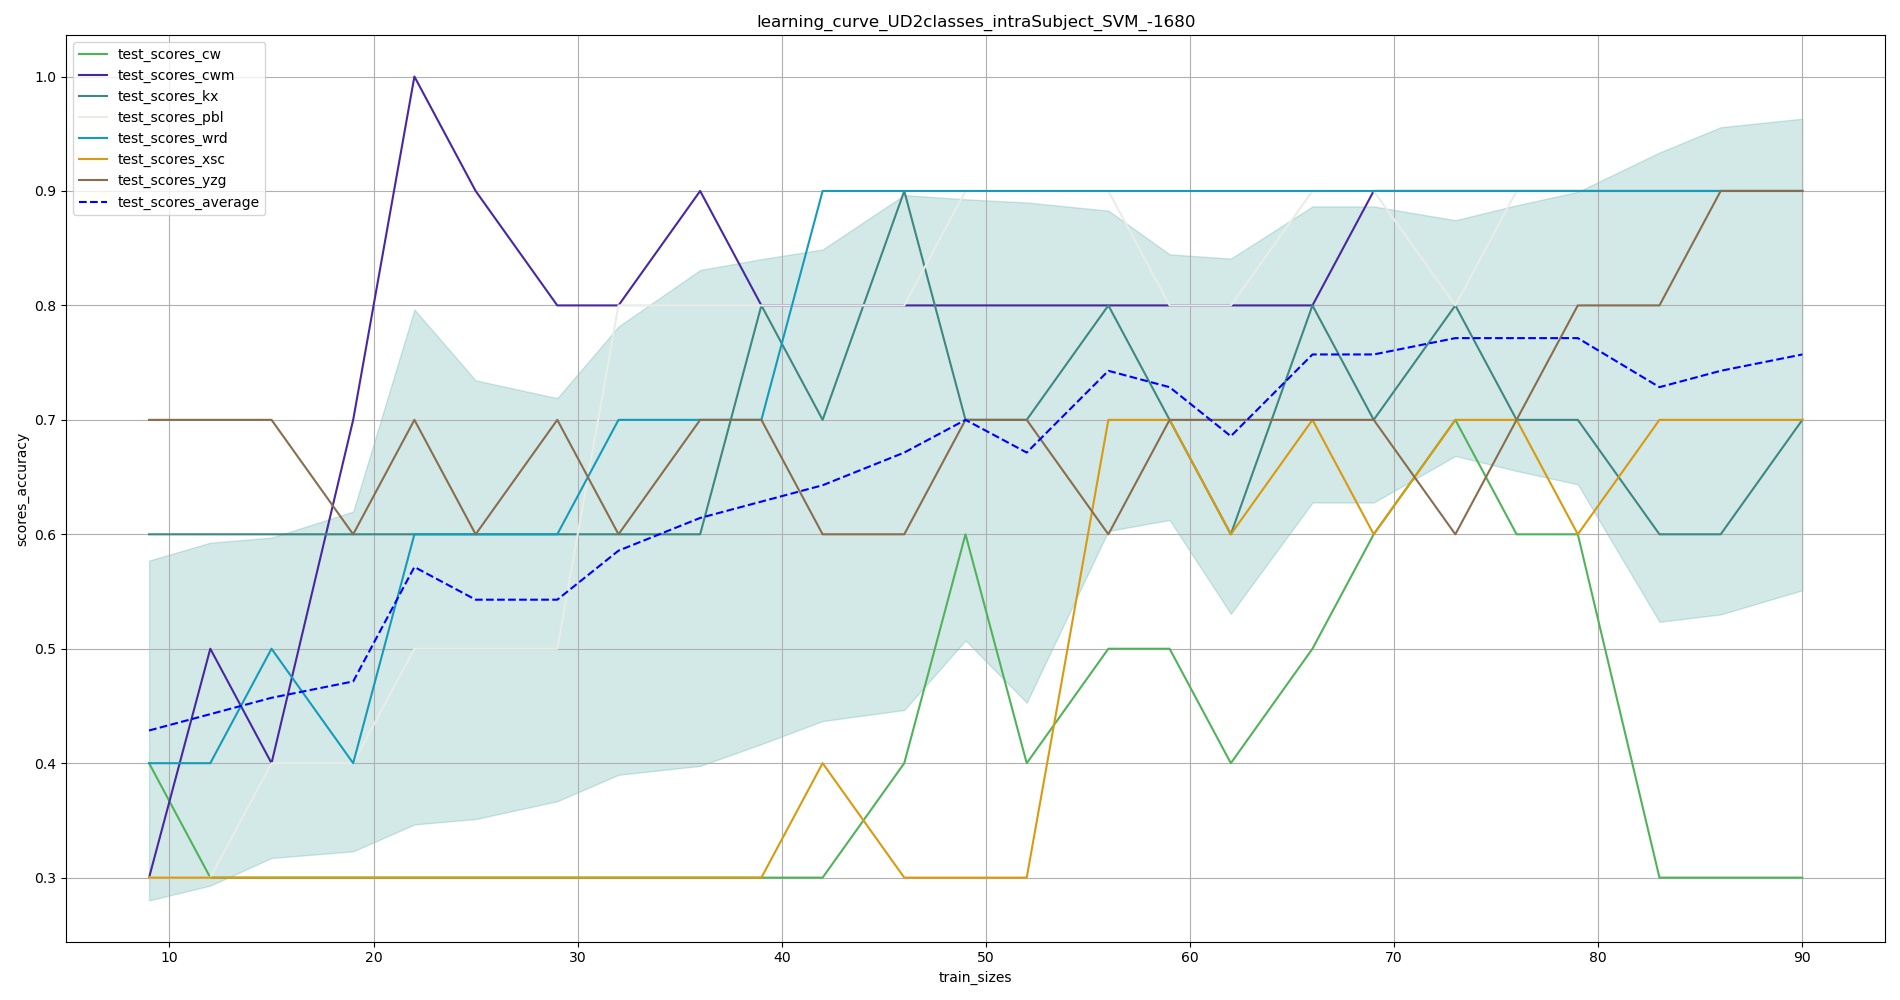 learning_curve_UD2classes_intraSubject_SVM_-1680
test_scores_cw
test_scores_cwm
test_scores_kx
test_scores_pbl
test_scores_wrd
test_scores_xsc
test_scores_yzg
test_scores_average
1.0
0.9
0.8
0.7
0.6
0.5
0.4
0.3
scores_accuracy
10 20 30 40 50 60 70 80 90
train_sizes